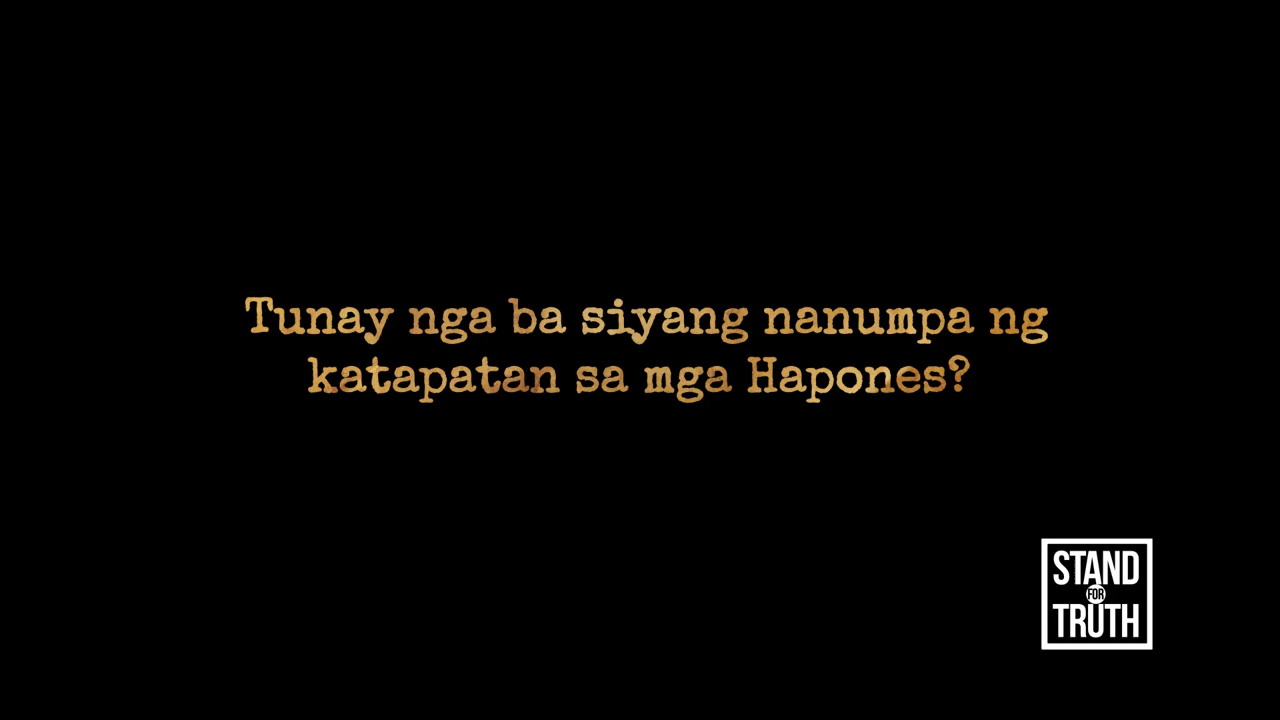 Tunay nga ba siyang nanumpa ng
katapatan sa mga Hapones?
STAND
FOR
TRUTH